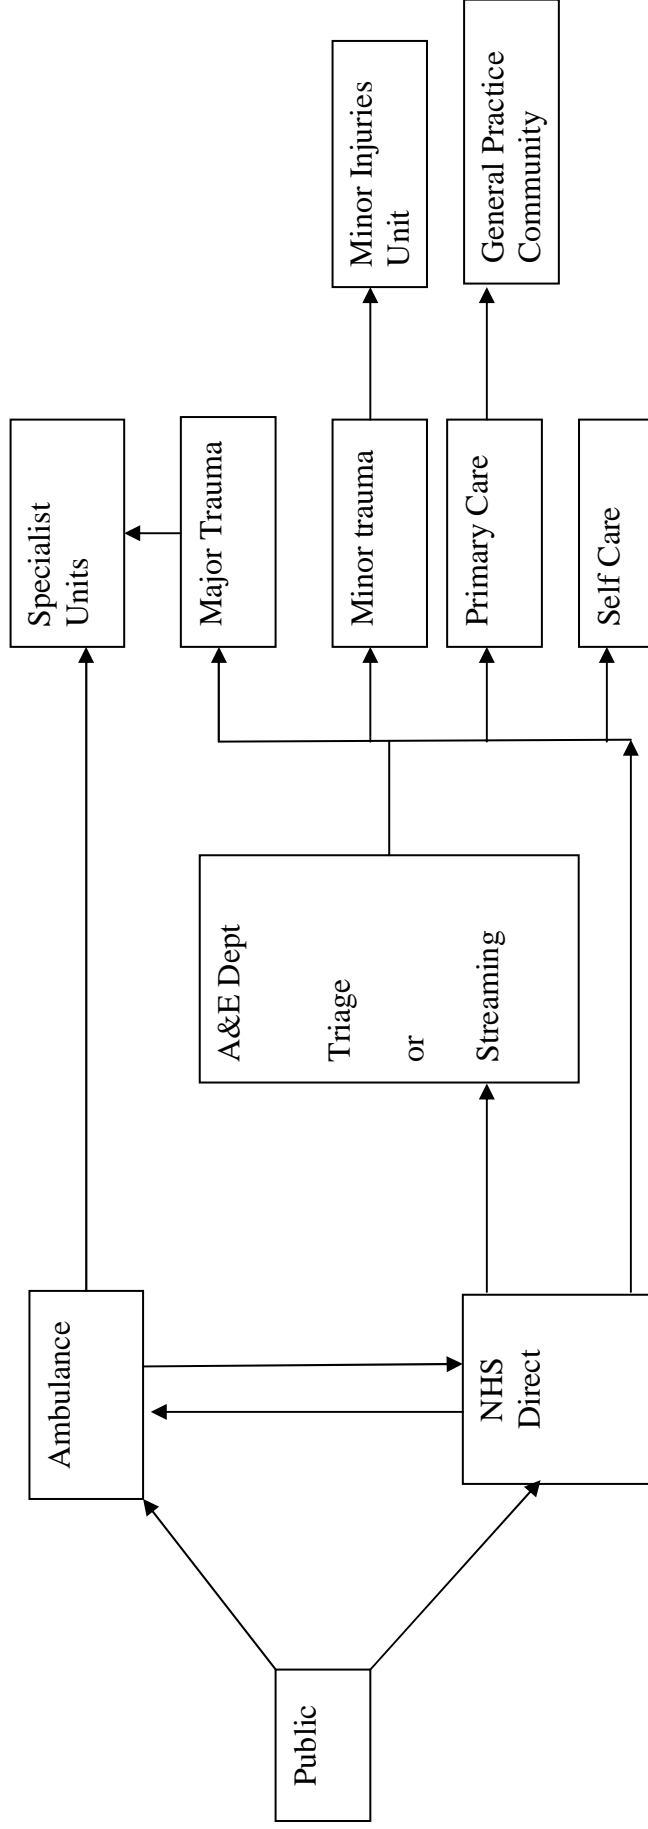 Public
Ambulance
NHS
Direct
A&E Dept
Triage
or
Streaming
Specialist
Units
Major Trauma
Minor trauma
Primary Care
Self Care
Minor Injuries
Unit
General Practice
Community